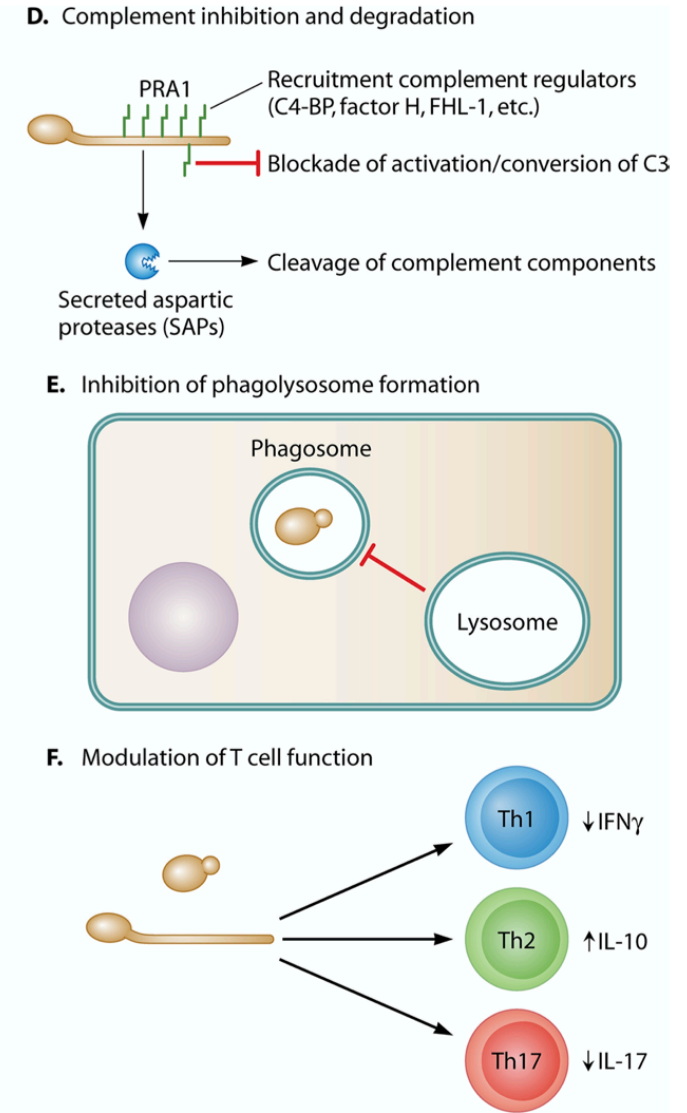 D. Complement inhibition and degradation
PRA1
Recruitment complement regulators
(C4-BP, factor H, FHL-1, etc.)
Blockade of activation/conversion of C3
Cleavage of complement components
Secreted aspartic
proteases (SAPs)
E. Inhibition of phagolysosome formation
Phagosome
Lysosome
F. Modulation of T cell function
Th1 ↓IFNγ
Th2 ↑IL-10
Th17 ↓IL-17